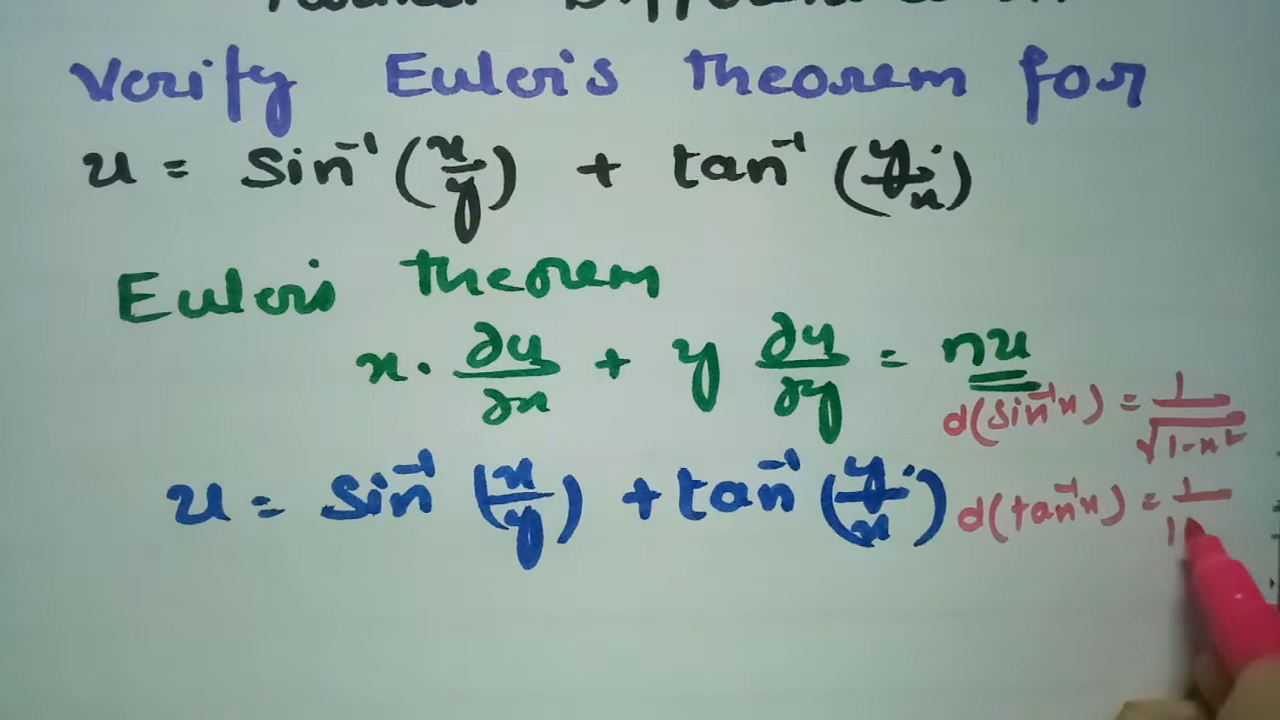 Verify Euler's theorem for
u = sin⁻¹ (x/y) + tan⁻¹ (y/x)
Euler's theorem
x. ∂u/∂x + y ∂u/∂y = nu
d(sin⁻¹x) = 1/√1-x²
u = sin⁻¹ (x/y) + tan⁻¹ (y/x)
d(tan⁻¹x) = 1/1